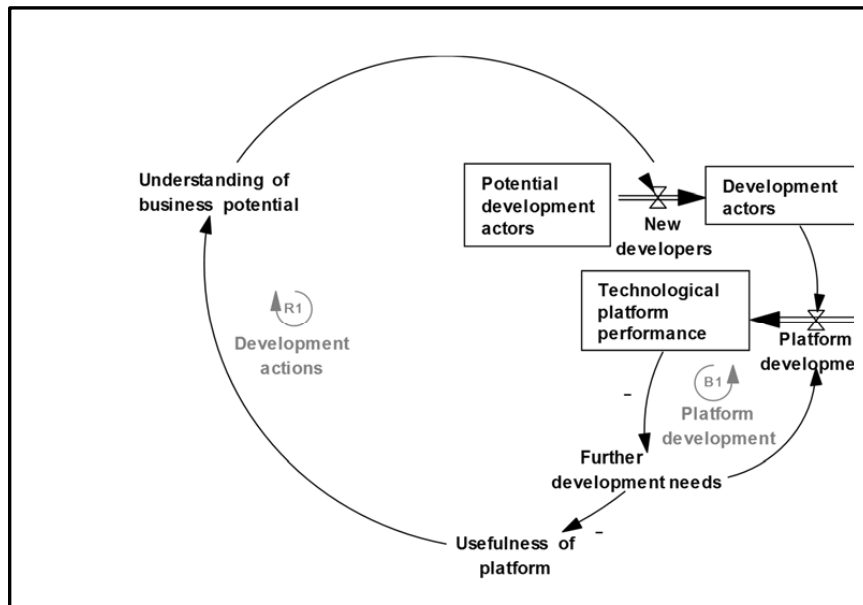 Understanding of
business potential
Potential
development
actors
New
developers
Development
actors
Technological
platform
performance
Platform
developme
R1
Development
actions
B1
Platform
development
-
Further
development needs
-
Usefulness of
platform